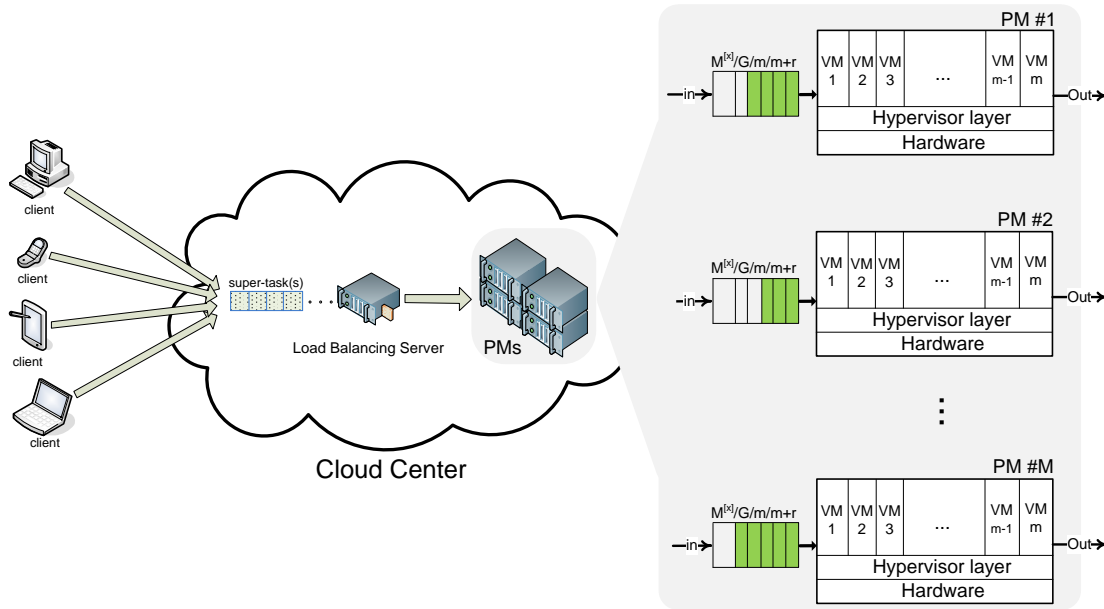 client
client
client
client
super-task(s)
Load Balancing Server
PMs
Cloud Center
PM #1
M[x]/G/m/m+r
in
VM 1
VM 2
VM 3
...
VM m-1
VM m
Out
Hypervisor layer
Hardware
PM #2
M[x]/G/m/m+r
in
VM 1
VM 2
VM 3
...
VM m-1
VM m
Out
Hypervisor layer
Hardware
PM #M
M[x]/G/m/m+r
in
VM 1
VM 2
VM 3
...
VM m-1
VM m
Out
Hypervisor layer
Hardware